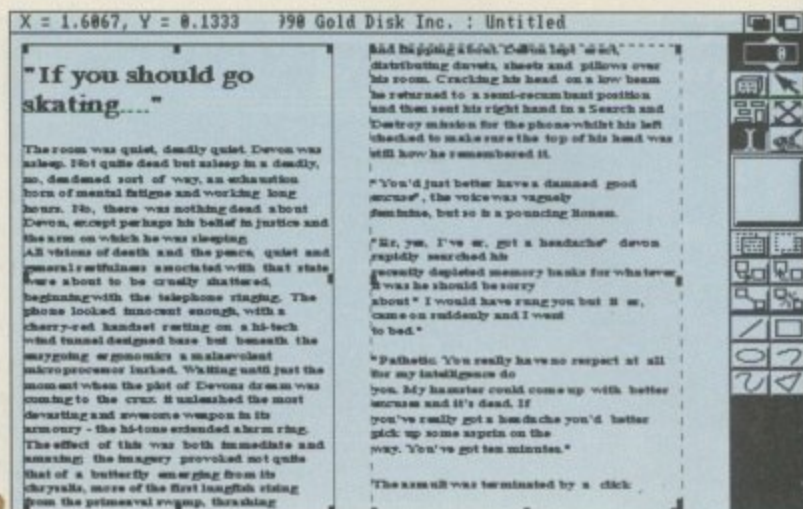 X = 1.6067, Y = 0.1333 990 Gold Disk Inc. : Untitled
0
"If you should go
skating...."
The room was quiet, deadly quiet. Devon was
asleep. Not quite dead but asleep in a deadly,
no, deadened sort of way, an exhaustion
born of mental fatigue and working long
hours. No, there was nothing dead about
Devon, except perhaps his belief in justice and
the arm on which he was sleeping.
All visions of death and the peace, quiet and
general restfulness associated with that state
were about to be cruelly shattered,
beginning with the telephone ringing. The
phone looked innocent enough, with a
cherry-red handset resting on a hi-tech
wind tunnel designed base but beneath the
easygoing ergonomics a malaevolent
microprocessor lurked. Waiting until just the
moment when the plot of Devons dream was
coming to the crux it unleashed the most
devasting and awesome weapon in its
armoury - the hi-tone extended alarm ring.
The effect of this was both immediate and
amazing; the imagery provoked not quite
that of a butterfly emerging from its
chrysalis, more of the first lungfish rising
from the primeaval swamp, thrashing
and flapping about. Devon leapt erect,
distributing duvets, sheets and pillows over
his room. Cracking his head on a low beam
he returned to a semi-recumbant position
and then sent his right hand in a Search and
Destroy mission for the phone whilst his left
checked to make sure the top of his head was
still how he remembered it.
"You'd just better have a damned good
excuse", the voice was vaguely
feminine, but so is a pouncing lioness.
"Er, yes, I've er, got a headache" devon
rapidly searched his
recently depleted memory banks for whatever
it was he should be sorry
about " I would have rung you but it er,
came on suddenly and I went
to bed."
"Pathetic. You really have no respect at all
for my intelligence do
you. My hamster could come up with better
excuses and it's dead. If
you've really got a headache you'd better
pick up some asprin on the
way. You've got ten minutes."
The assault was terminated by a click